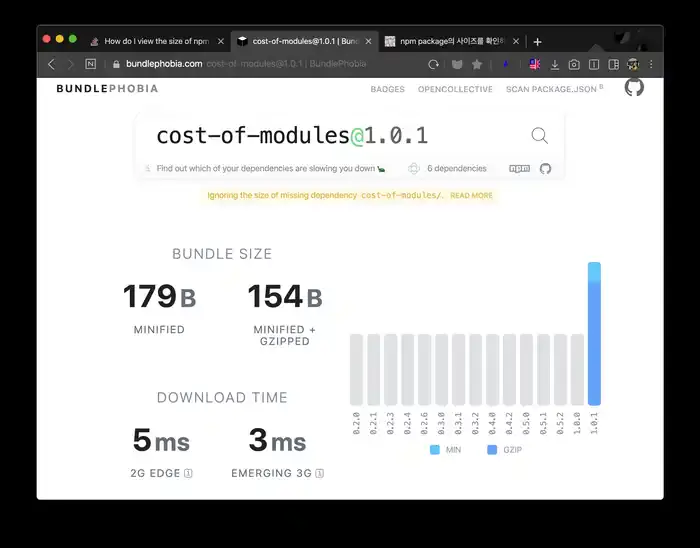 How do I view the size of npm
cost-of-modules@1.0.1 | Bund
npm package의 사이즈를 확인하
bundlephobia.com cost-of-modules@1.0.1 | BundlePhobia
BUNDLEPHOBIA
BADGES OPENCOLLECTIVE SCAN PACKAGE.JSON β
cost-of-modules@1.0.1
Find out which of your dependencies are slowing you down 🐢
6 dependencies
npm
Ignoring the size of missing dependency cost-of-modules/. READ MORE
BUNDLE SIZE
179 B
MINIFIED
154 B
MINIFIED +
GZIPPED
DOWNLOAD TIME
5 ms
2G EDGE
3 ms
EMERGING 3G
0.2.0
0.2.1
0.2.3
0.2.4
0.2.6
0.3.0
0.3.1
0.3.2
0.4.0
0.4.2
0.5.0
0.5.1
0.5.2
1.0.0
1.0.1
MIN
GZIP